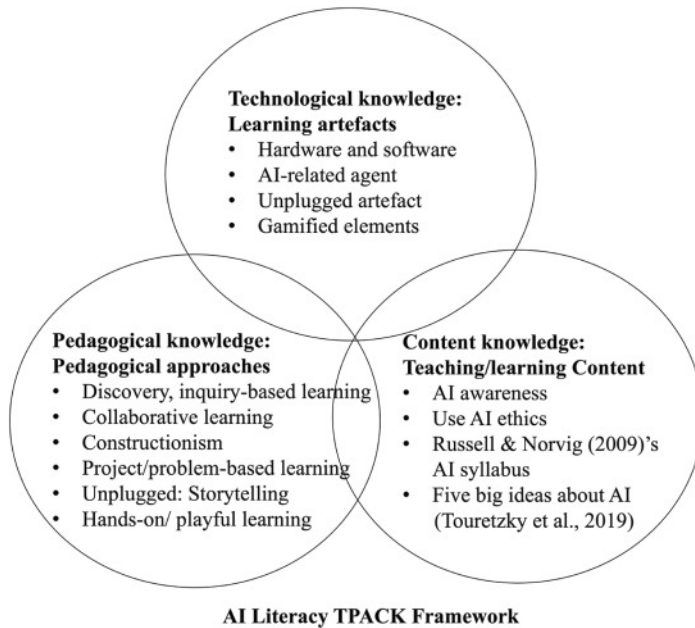 Technological knowledge:
Learning artefacts
• Hardware and software
• AI-related agent
• Unplugged artefact
• Gamified elements
Pedagogical knowledge:
Pedagogical approaches
• Discovery, inquiry-based learning
• Collaborative learning
• Constructionism
• Project/problem-based learning
• Unplugged: Storytelling
• Hands-on/ playful learning
Content knowledge:
Teaching/learning Content
• AI awareness
• Use AI ethics
• Russell & Norvig (2009)'s
AI syllabus
• Five big ideas about AI
(Touretzky et al., 2019)
AI Literacy TPACK Framework